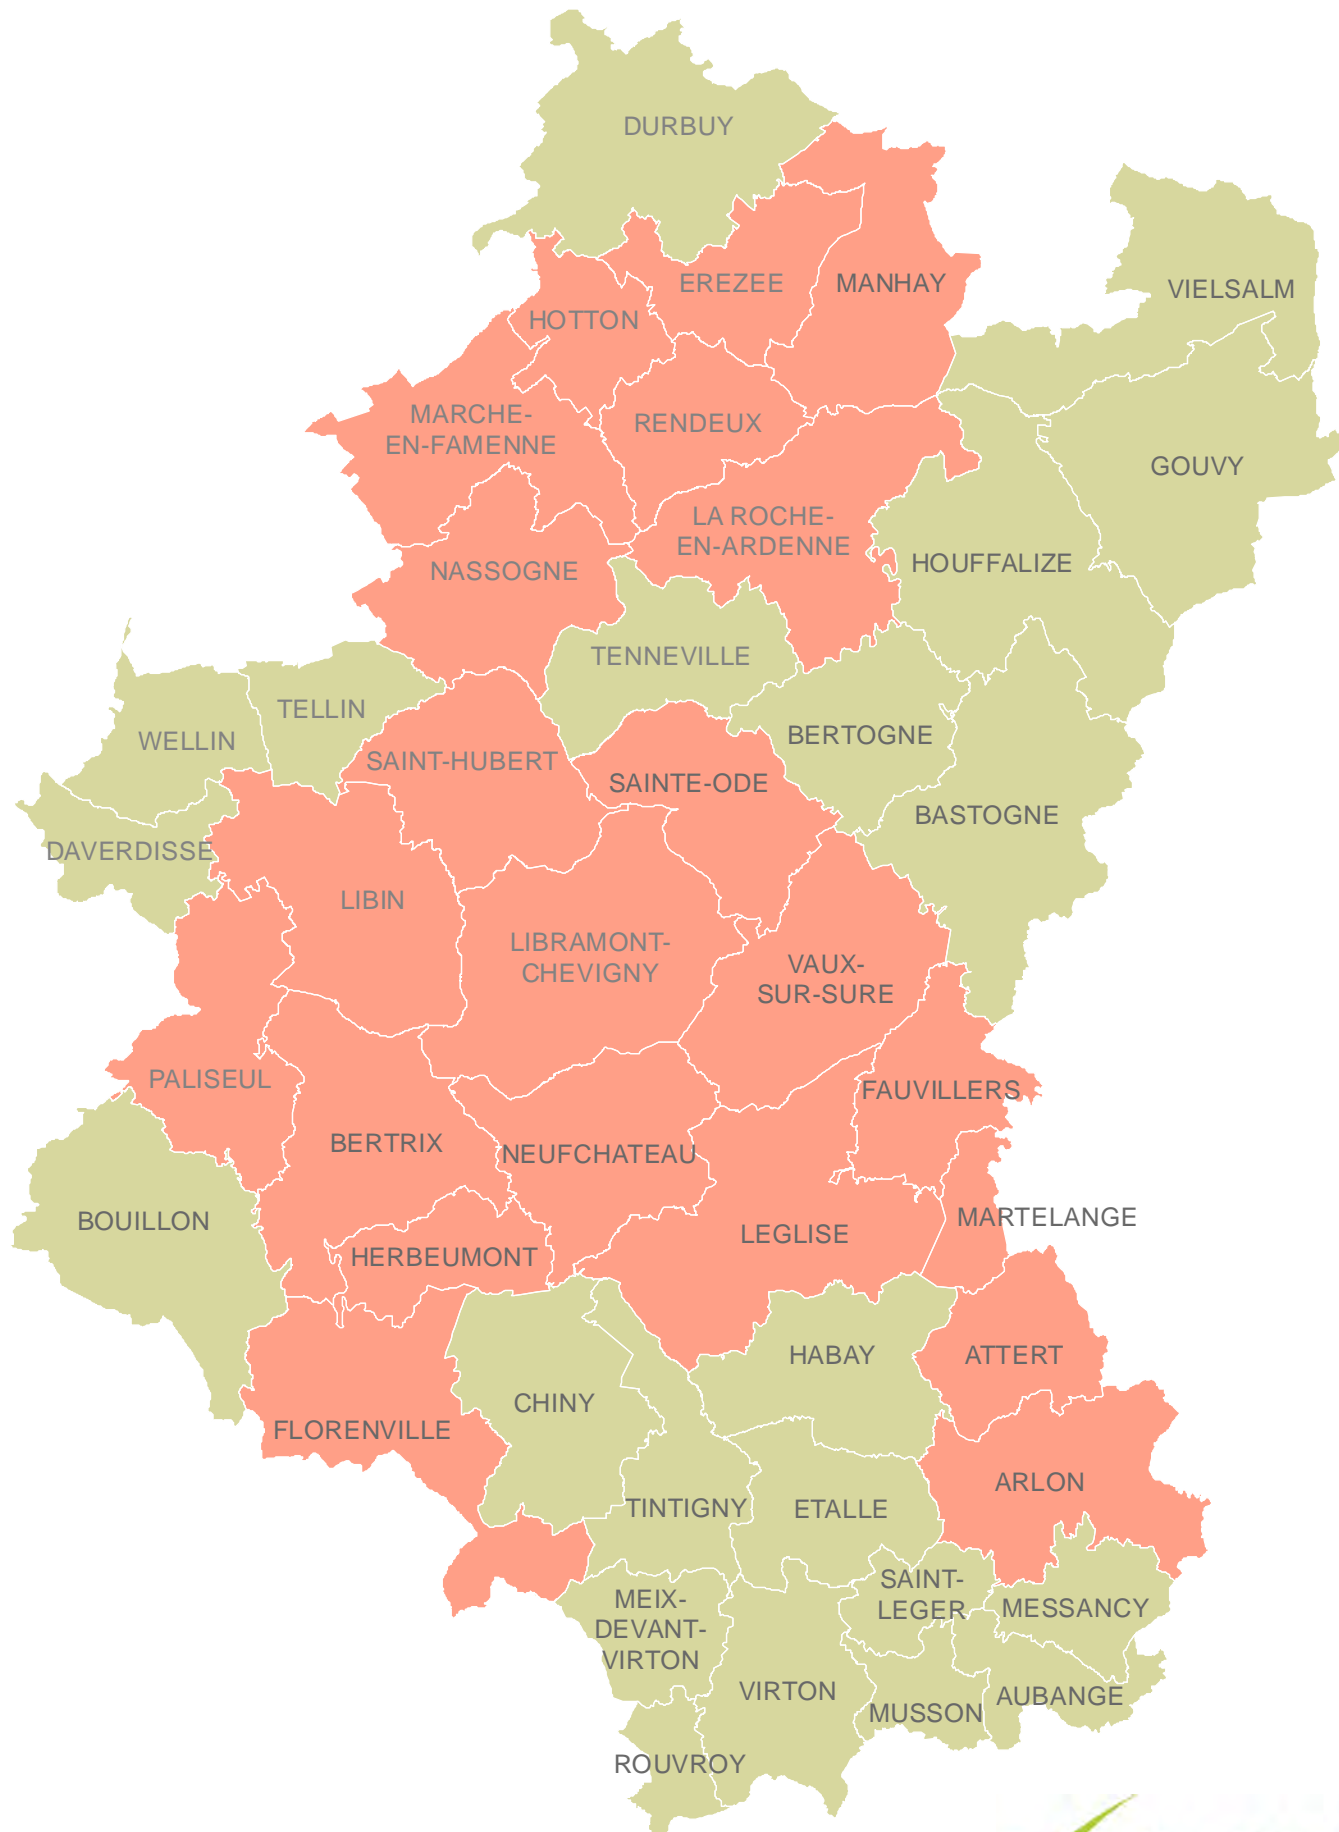 DURBUY
EREZEE
MANHAY
VIELSALM
HOTTON
MARCHE-
EN-FAMENNE
RENDEUX
GOUVY
LA ROCHE-
EN-ARDENNE
NASSOGNE
HOUFFALIZE
TENNEVILLE
TELLIN
WELLIN
BERTOGNE
SAINT-HUBERT
SAINTE-ODE
BASTOGNE
DAVERDISSE
LIBIN
LIBRAMONT-
CHEVIGNY
VAUX-
SUR-SURE
PALISEUL
FAUVILLERS
BERTRIX
NEUFCHATEAU
BOUILLON
MARTELANGE
LEGLISE
HERBEUMONT
HABAY
ATTERT
CHINY
FLORENVILLE
ARLON
TINTIGNY
ETALLE
SAINT-
LEGER
MEIX-
DEVANT-
VIRTON
MESSANCY
VIRTON
AUBANGE
MUSSON
ROUVROY